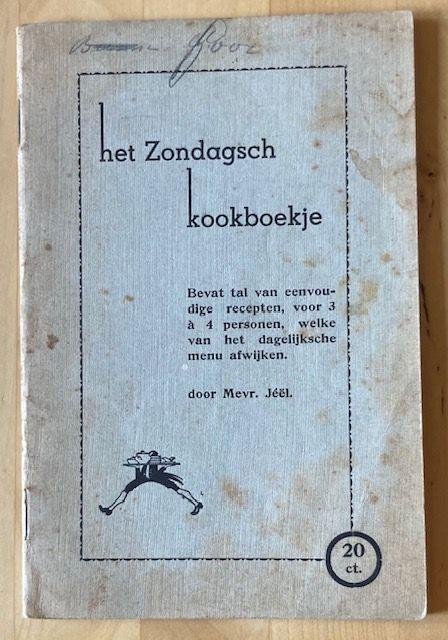 het Zondagsch
kookboekje
Bevat tal van eenvou-
dige recepten, voor 3
à 4 personen, welke
van het dagelijksche
menu afwijken.
door Mevr. Jéél.
20
ct.